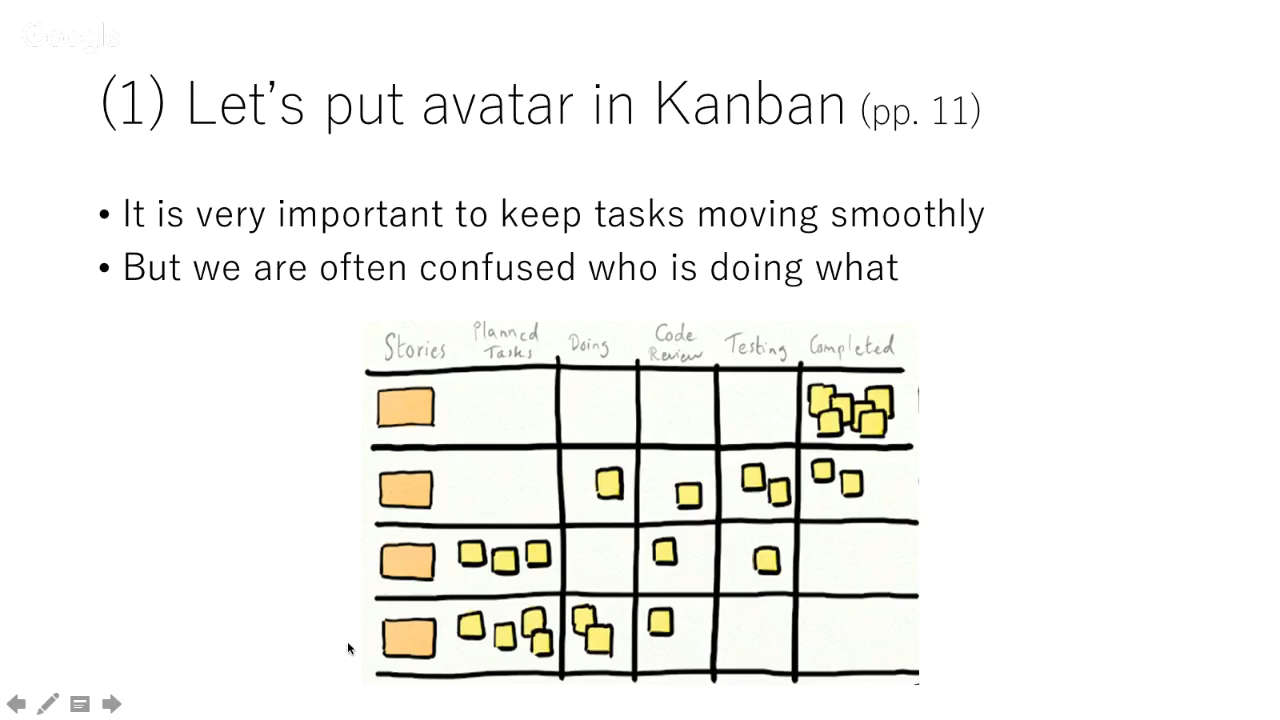 Google
(1) Let’s put avatar in Kanban (pp. 11)
• It is very important to keep tasks moving smoothly
• But we are often confused who is doing what
Stories Planned Tasks Doing Code Review Testing Completed